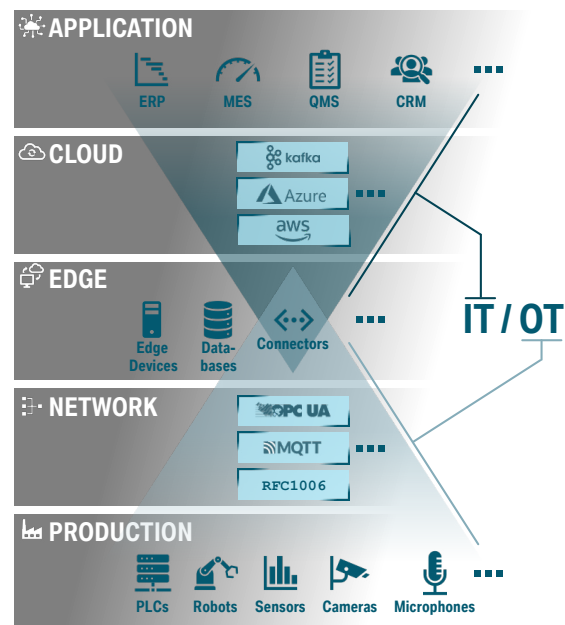 APPLICATION
ERP MES QMS CRM
CLOUD
kafka
Azure
aws
EDGE
IT / OT
Edge Devices
Data-bases
Connectors
NETWORK
OPC UA
MQTT
RFC1006
PRODUCTION
PLCs Robots Sensors Cameras Microphones